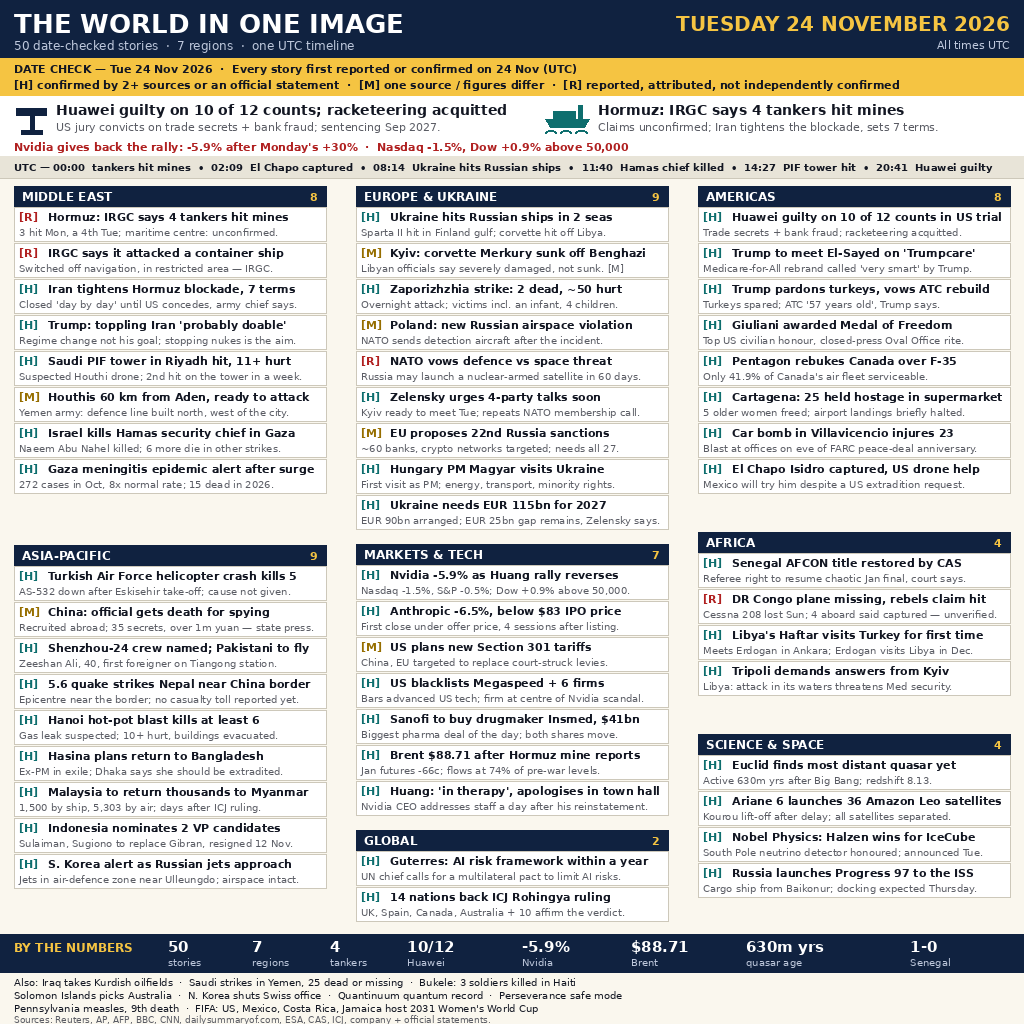 THE WORLD IN ONE IMAGE
50 date-checked stories · 7 regions · one UTC timeline
TUESDAY 24 NOVEMBER 2026
All times UTC
DATE CHECK — Tue 24 Nov 2026 · Every story first reported or confirmed on 24 Nov (UTC)
[H] confirmed by 2+ sources or an official statement · [M] one source / figures differ · [R] reported, attributed, not independently confirmed
Huawei guilty on 10 of 12 counts; racketeering acquitted
US jury convicts on trade secrets + bank fraud; sentencing Sep 2027.
Hormuz: IRGC says 4 tankers hit mines
Claims unconfirmed; Iran tightens the blockade, sets 7 terms.
Nvidia gives back the rally: -5.9% after Monday's +30% · Nasdaq -1.5%, Dow +0.9% above 50,000
UTC — 00:00 tankers hit mines • 02:09 El Chapo captured • 08:14 Ukraine hits Russian ships • 11:40 Hamas chief killed • 14:27 PIF tower hit • 20:41 Huawei guilty
MIDDLE EAST 8
[R] Hormuz: IRGC says 4 tankers hit mines
3 hit Mon, a 4th Tue; maritime centre: unconfirmed.
[R] IRGC says it attacked a container ship
Switched off navigation, in restricted area — IRGC.
[H] Iran tightens Hormuz blockade, 7 terms
Closed 'day by day' until US concedes, army chief says.
[H] Trump: toppling Iran 'probably doable'
Regime change not his goal; stopping nukes is the aim.
[H] Saudi PIF tower in Riyadh hit, 11+ hurt
Suspected Houthi drone; 2nd hit on the tower in a week.
[M] Houthis 60 km from Aden, ready to attack
Yemen army: defence line built north, west of the city.
[H] Israel kills Hamas security chief in Gaza
Naeem Abu Nahel killed; 6 more die in other strikes.
[H] Gaza meningitis epidemic alert after surge
272 cases in Oct, 8x normal rate; 15 dead in 2026.
ASIA-PACIFIC 9
[H] Turkish Air Force helicopter crash kills 5
AS-532 down after Eskisehir take-off; cause not given.
[M] China: official gets death for spying
Recruited abroad; 35 secrets, over 1m yuan — state press.
[H] Shenzhou-24 crew named; Pakistani to fly
Zeeshan Ali, 40, first foreigner on Tiangong station.
[H] 5.6 quake strikes Nepal near China border
Epicentre near the border; no casualty toll reported yet.
[H] Hanoi hot-pot blast kills at least 6
Gas leak suspected; 10+ hurt, buildings evacuated.
[H] Hasina plans return to Bangladesh
Ex-PM in exile; Dhaka says she should be extradited.
[H] Malaysia to return thousands to Myanmar
1,500 by ship, 5,303 by air; days after ICJ ruling.
[H] Indonesia nominates 2 VP candidates
Sulaiman, Sugiono to replace Gibran, resigned 12 Nov.
[H] S. Korea alert as Russian jets approach
Jets in air-defence zone near Ulleungdo; airspace intact.
EUROPE & UKRAINE 9
[H] Ukraine hits Russian ships in 2 seas
Sparta II hit in Finland gulf; corvette hit off Libya.
[M] Kyiv: corvette Merkury sunk off Benghazi
Libyan officials say severely damaged, not sunk. [M]
[H] Zaporizhzhia strike: 2 dead, ~50 hurt
Overnight attack; victims incl. an infant, 4 children.
[M] Poland: new Russian airspace violation
NATO sends detection aircraft after the incident.
[R] NATO vows defence vs space threat
Russia may launch a nuclear-armed satellite in 60 days.
[H] Zelensky urges 4-party talks soon
Kyiv ready to meet Tue; repeats NATO membership call.
[M] EU proposes 22nd Russia sanctions
~60 banks, crypto networks targeted; needs all 27.
[H] Hungary PM Magyar visits Ukraine
First visit as PM; energy, transport, minority rights.
[H] Ukraine needs EUR 115bn for 2027
EUR 90bn arranged; EUR 25bn gap remains, Zelensky says.
MARKETS & TECH 7
[H] Nvidia -5.9% as Huang rally reverses
Nasdaq -1.5%, S&P -0.5%; Dow +0.9% above 50,000.
[H] Anthropic -6.5%, below $83 IPO price
First close under offer price, 4 sessions after listing.
[M] US plans new Section 301 tariffs
China, EU targeted to replace court-struck levies.
[H] US blacklists Megaspeed + 6 firms
Bars advanced US tech; firm at centre of Nvidia scandal.
[H] Sanofi to buy drugmaker Insmed, $41bn
Biggest pharma deal of the year; both shares move.
[H] Brent $88.71 after Hormuz mine reports
Jan futures -66c; flows at 74% of pre-war levels.
[H] Huang: 'in therapy', apologises in town hall
Nvidia CEO addresses staff a day after his reinstatement.
GLOBAL 2
[H] Guterres: AI risk framework within a year
UN chief calls for a multilateral pact to limit AI risks.
[H] 14 nations back ICJ Rohingya ruling
UK, Spain, Canada, Australia + 10 affirm the verdict.
AMERICAS 8
[H] Huawei guilty on 10 of 12 counts in US trial
Trade secrets + bank fraud; racketeering acquitted.
[H] Trump to meet El-Sayed on 'Trumpcare'
Medicare-for-All rebrand called 'very smart' by Trump.
[H] Trump pardons turkeys, vows ATC rebuild
Turkeys spared; ATC '57 years old', Trump says.
[H] Giuliani awarded Medal of Freedom
Top US civilian honour, closed-press Oval Office rite.
[H] Pentagon rebukes Canada over F-35
Only 41.9% of Canada's air fleet serviceable.
[H] Cartagena: 25 held hostage in supermarket
5 older women freed; airport landings briefly halted.
[H] Car bomb in Villavicencio injures 23
Blast at offices on eve of FARC peace-deal anniversary.
[H] El Chapo Isidro captured, US drone help
Mexico will try him despite a US extradition request.
AFRICA 4
[H] Senegal AFCON title restored by CAS
Referee right to resume chaotic Jan final, court says.
[R] DR Congo plane missing, rebels claim hit
Cessna 208 lost Sun; 4 aboard said captured — unverified.
[H] Libya's Haftar visits Turkey for first time
Meets Erdogan in Ankara; Erdogan visits Libya in Dec.
[H] Tripoli demands answers from Kyiv
Libya: attack in its waters threatens Med security.
SCIENCE & SPACE 4
[H] Euclid finds most distant quasar yet
Active 630m yrs after Big Bang; redshift 8.13.
[H] Ariane 6 launches 36 Amazon Leo satellites
Kourou lift-off after delay; all satellites separated.
[H] Nobel Physics: Halzen wins for IceCube
South Pole neutrino detector honoured; announced Tue.
[H] Russia launches Progress 97 to the ISS
Cargo ship from Baikonur; docking expected Thursday.
BY THE NUMBERS
50 7 4 10/12 -5.9% $88.71 630m yrs 1-0
stories regions tankers Huawei Nvidia Brent quasar age Senegal
Also: Iraq takes Kurdish oilfields · Saudi strikes in Yemen, 25 dead or missing · Bukele: 3 soldiers killed in Haiti
Solomon Islands picks Australia · N. Korea shuts Swiss office · Quantinuum quantum record · Perseverance safe mode
Pennsylvania measles, 9th death · FIFA: US, Mexico, Costa Rica, Jamaica host 2031 Women's World Cup
Sources: Reuters, AP, AFP, BBC, CNN, dailysummaryof.com, ESA, CAS, ICJ, company + official statements.